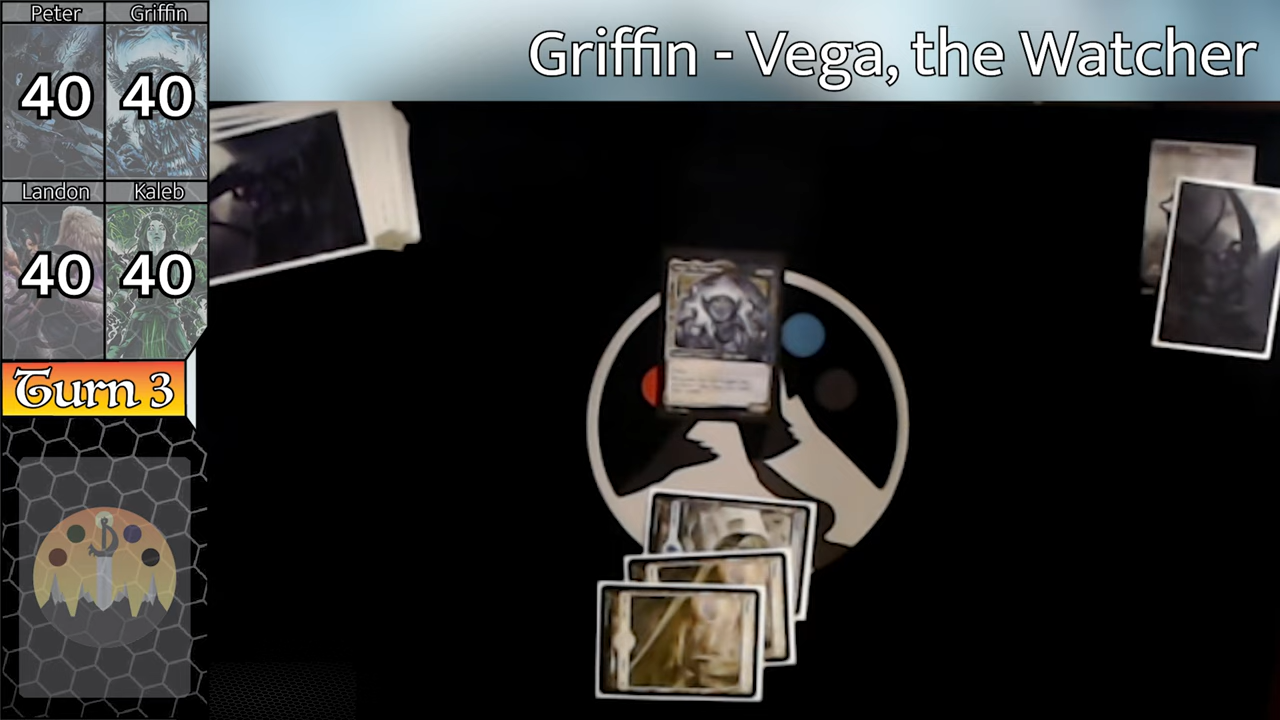 Peter
Griffin
40
40
Landon
Kaleb
40
40
Turn 3
Griffin - Vega, the Watcher